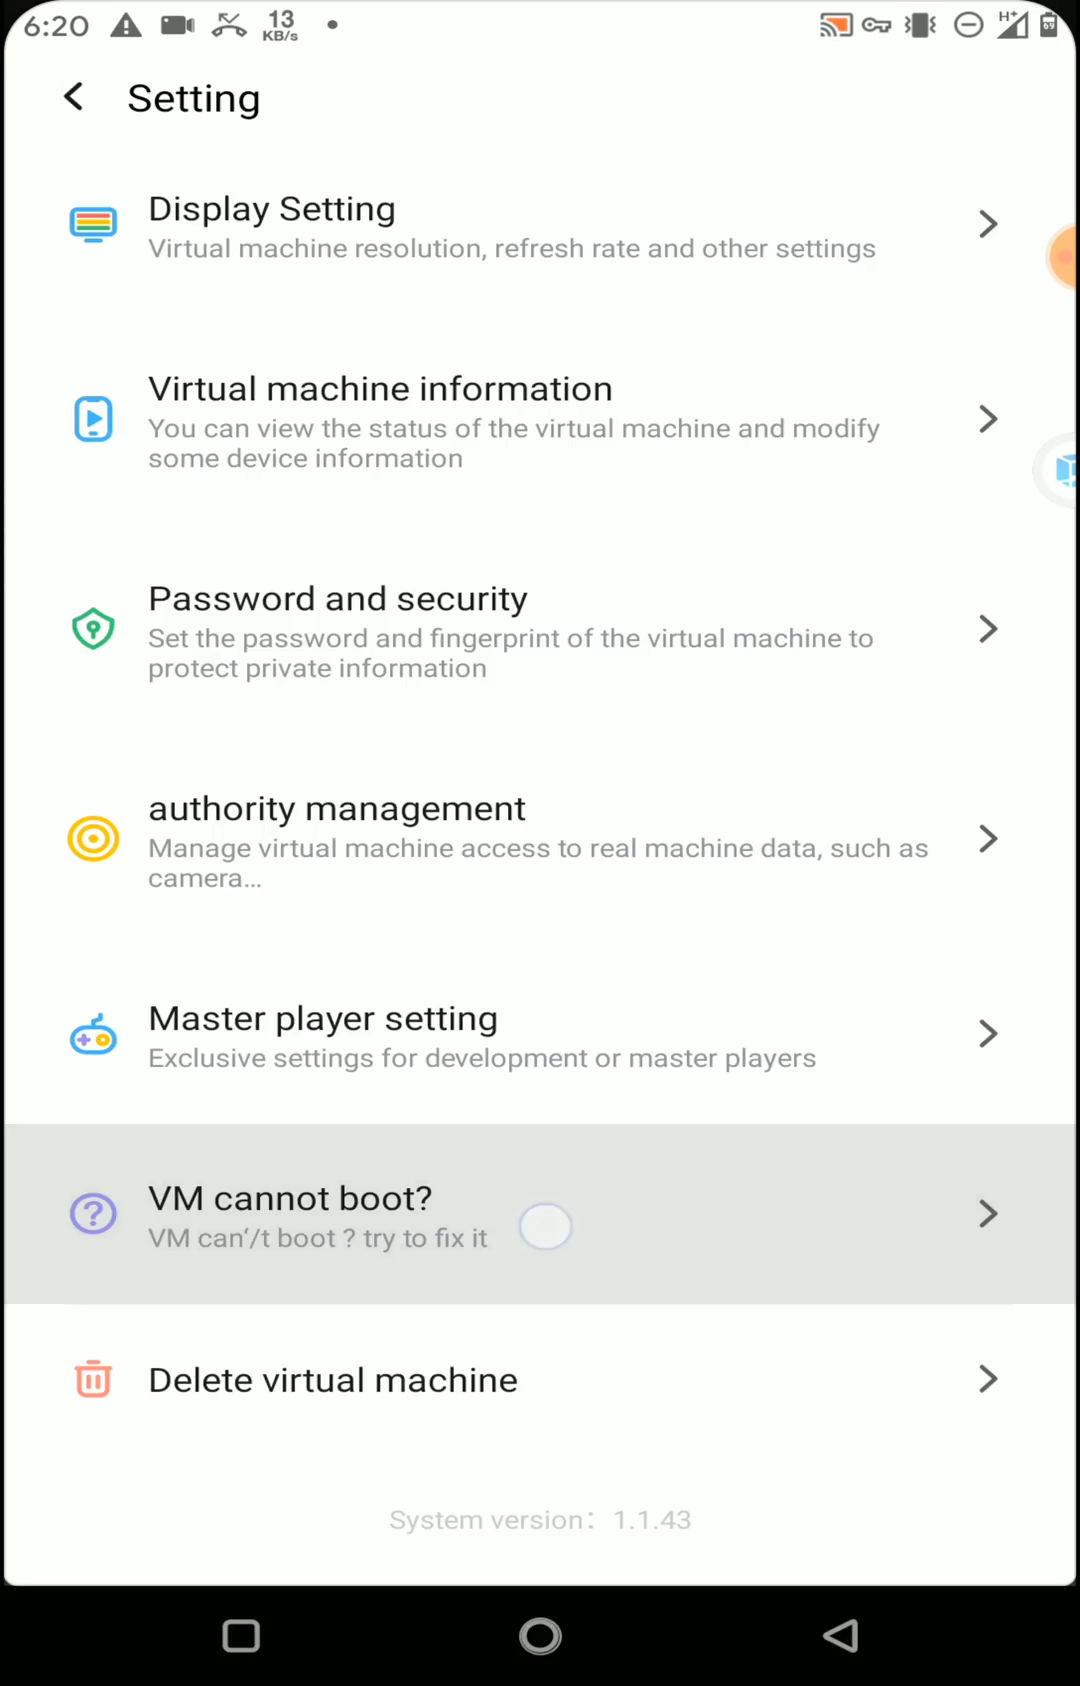 6:20 13 KB/s H+ 69
Setting
Display Setting
Virtual machine resolution, refresh rate and other settings
Virtual machine information
You can view the status of the virtual machine and modify
some device information
Password and security
Set the password and fingerprint of the virtual machine to
protect private information
authority management
Manage virtual machine access to real machine data, such as
camera...
Master player setting
Exclusive settings for development or master players
VM cannot boot?
VM can‘/t boot ? try to fix it
Delete virtual machine
System version： 1.1.43